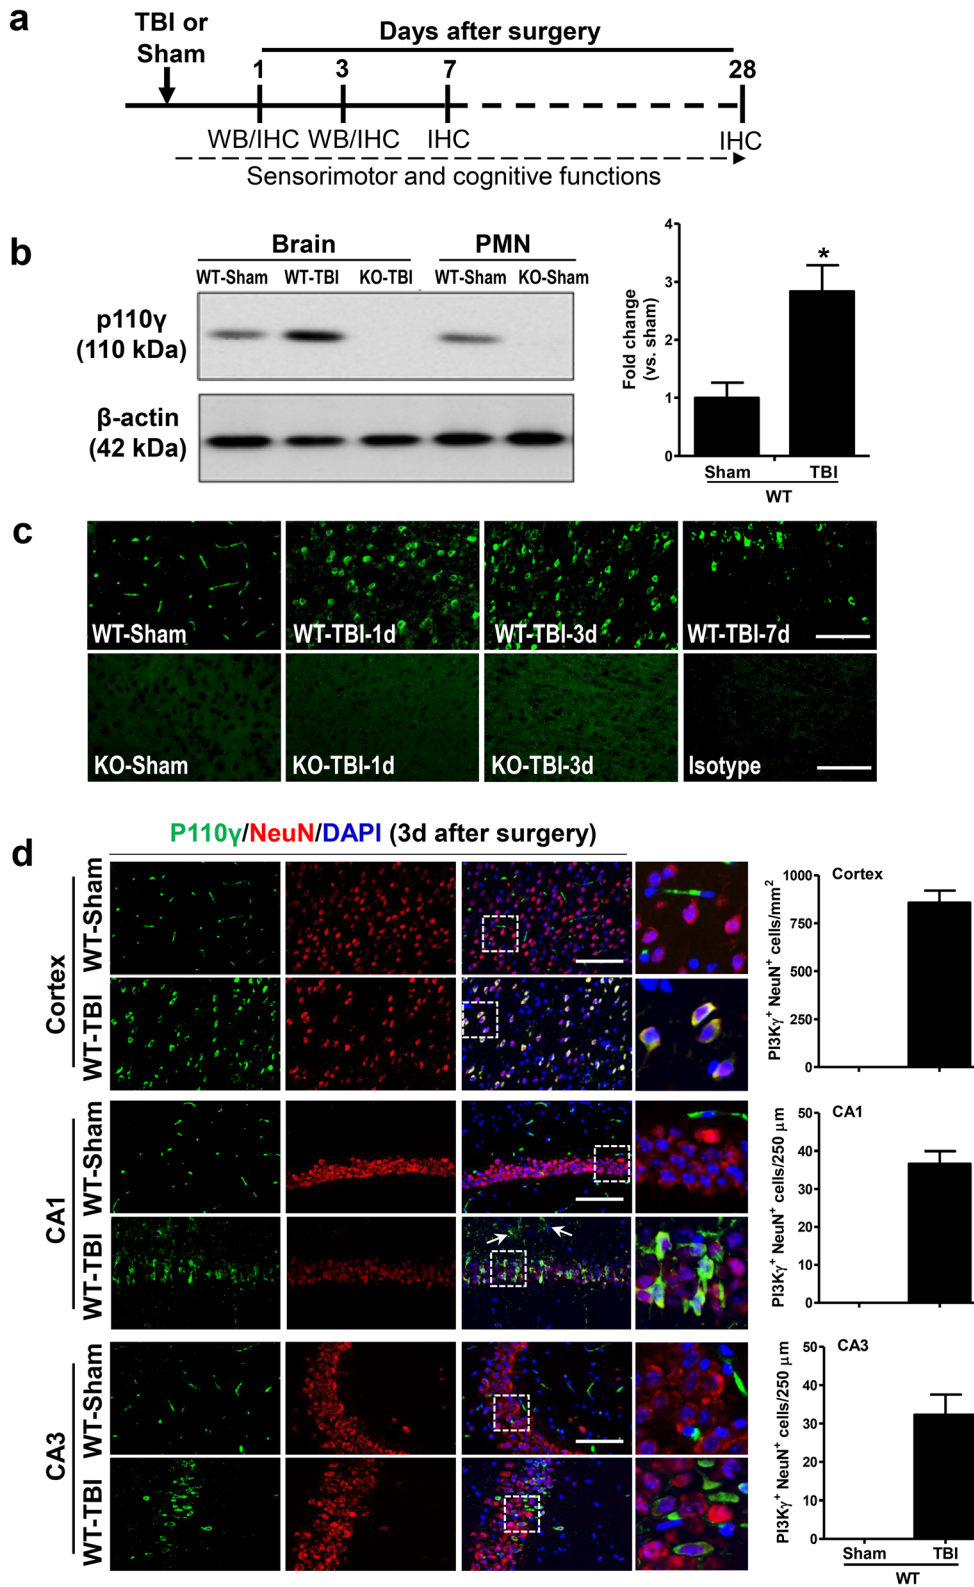 a
TBI or
Sham
Days after surgery
1
3
7
28
WB/IHC
WB/IHC
IHC
IHC
Sensorimotor and cognitive functions
b
Brain
PMN
WT-Sham
WT-TBI
KO-TBI
WT-Sham
KO-Sham
p110γ
(110 kDa)
β-actin
(42 kDa)
Fold change
(vs. sham)
4
3
2
1
0
*
Sham
TBI
WT
c
WT-Sham
WT-TBI-1d
WT-TBI-3d
WT-TBI-7d
KO-Sham
KO-TBI-1d
KO-TBI-3d
Isotype
d
P110γ/NeuN/DAPI (3d after surgery)
Cortex
WT-Sham
WT-TBI
CA1
WT-Sham
WT-TBI
CA3
WT-Sham
WT-TBI
Cortex
PI3Kγ+ NeuN+ cells/mm2
1000
750
500
250
0
CA1
PI3Kγ+ NeuN+ cells/250 μm
50
40
30
20
10
0
CA3
PI3Kγ+ NeuN+ cells/250 μm
50
40
30
20
10
0
Sham
TBI
WT